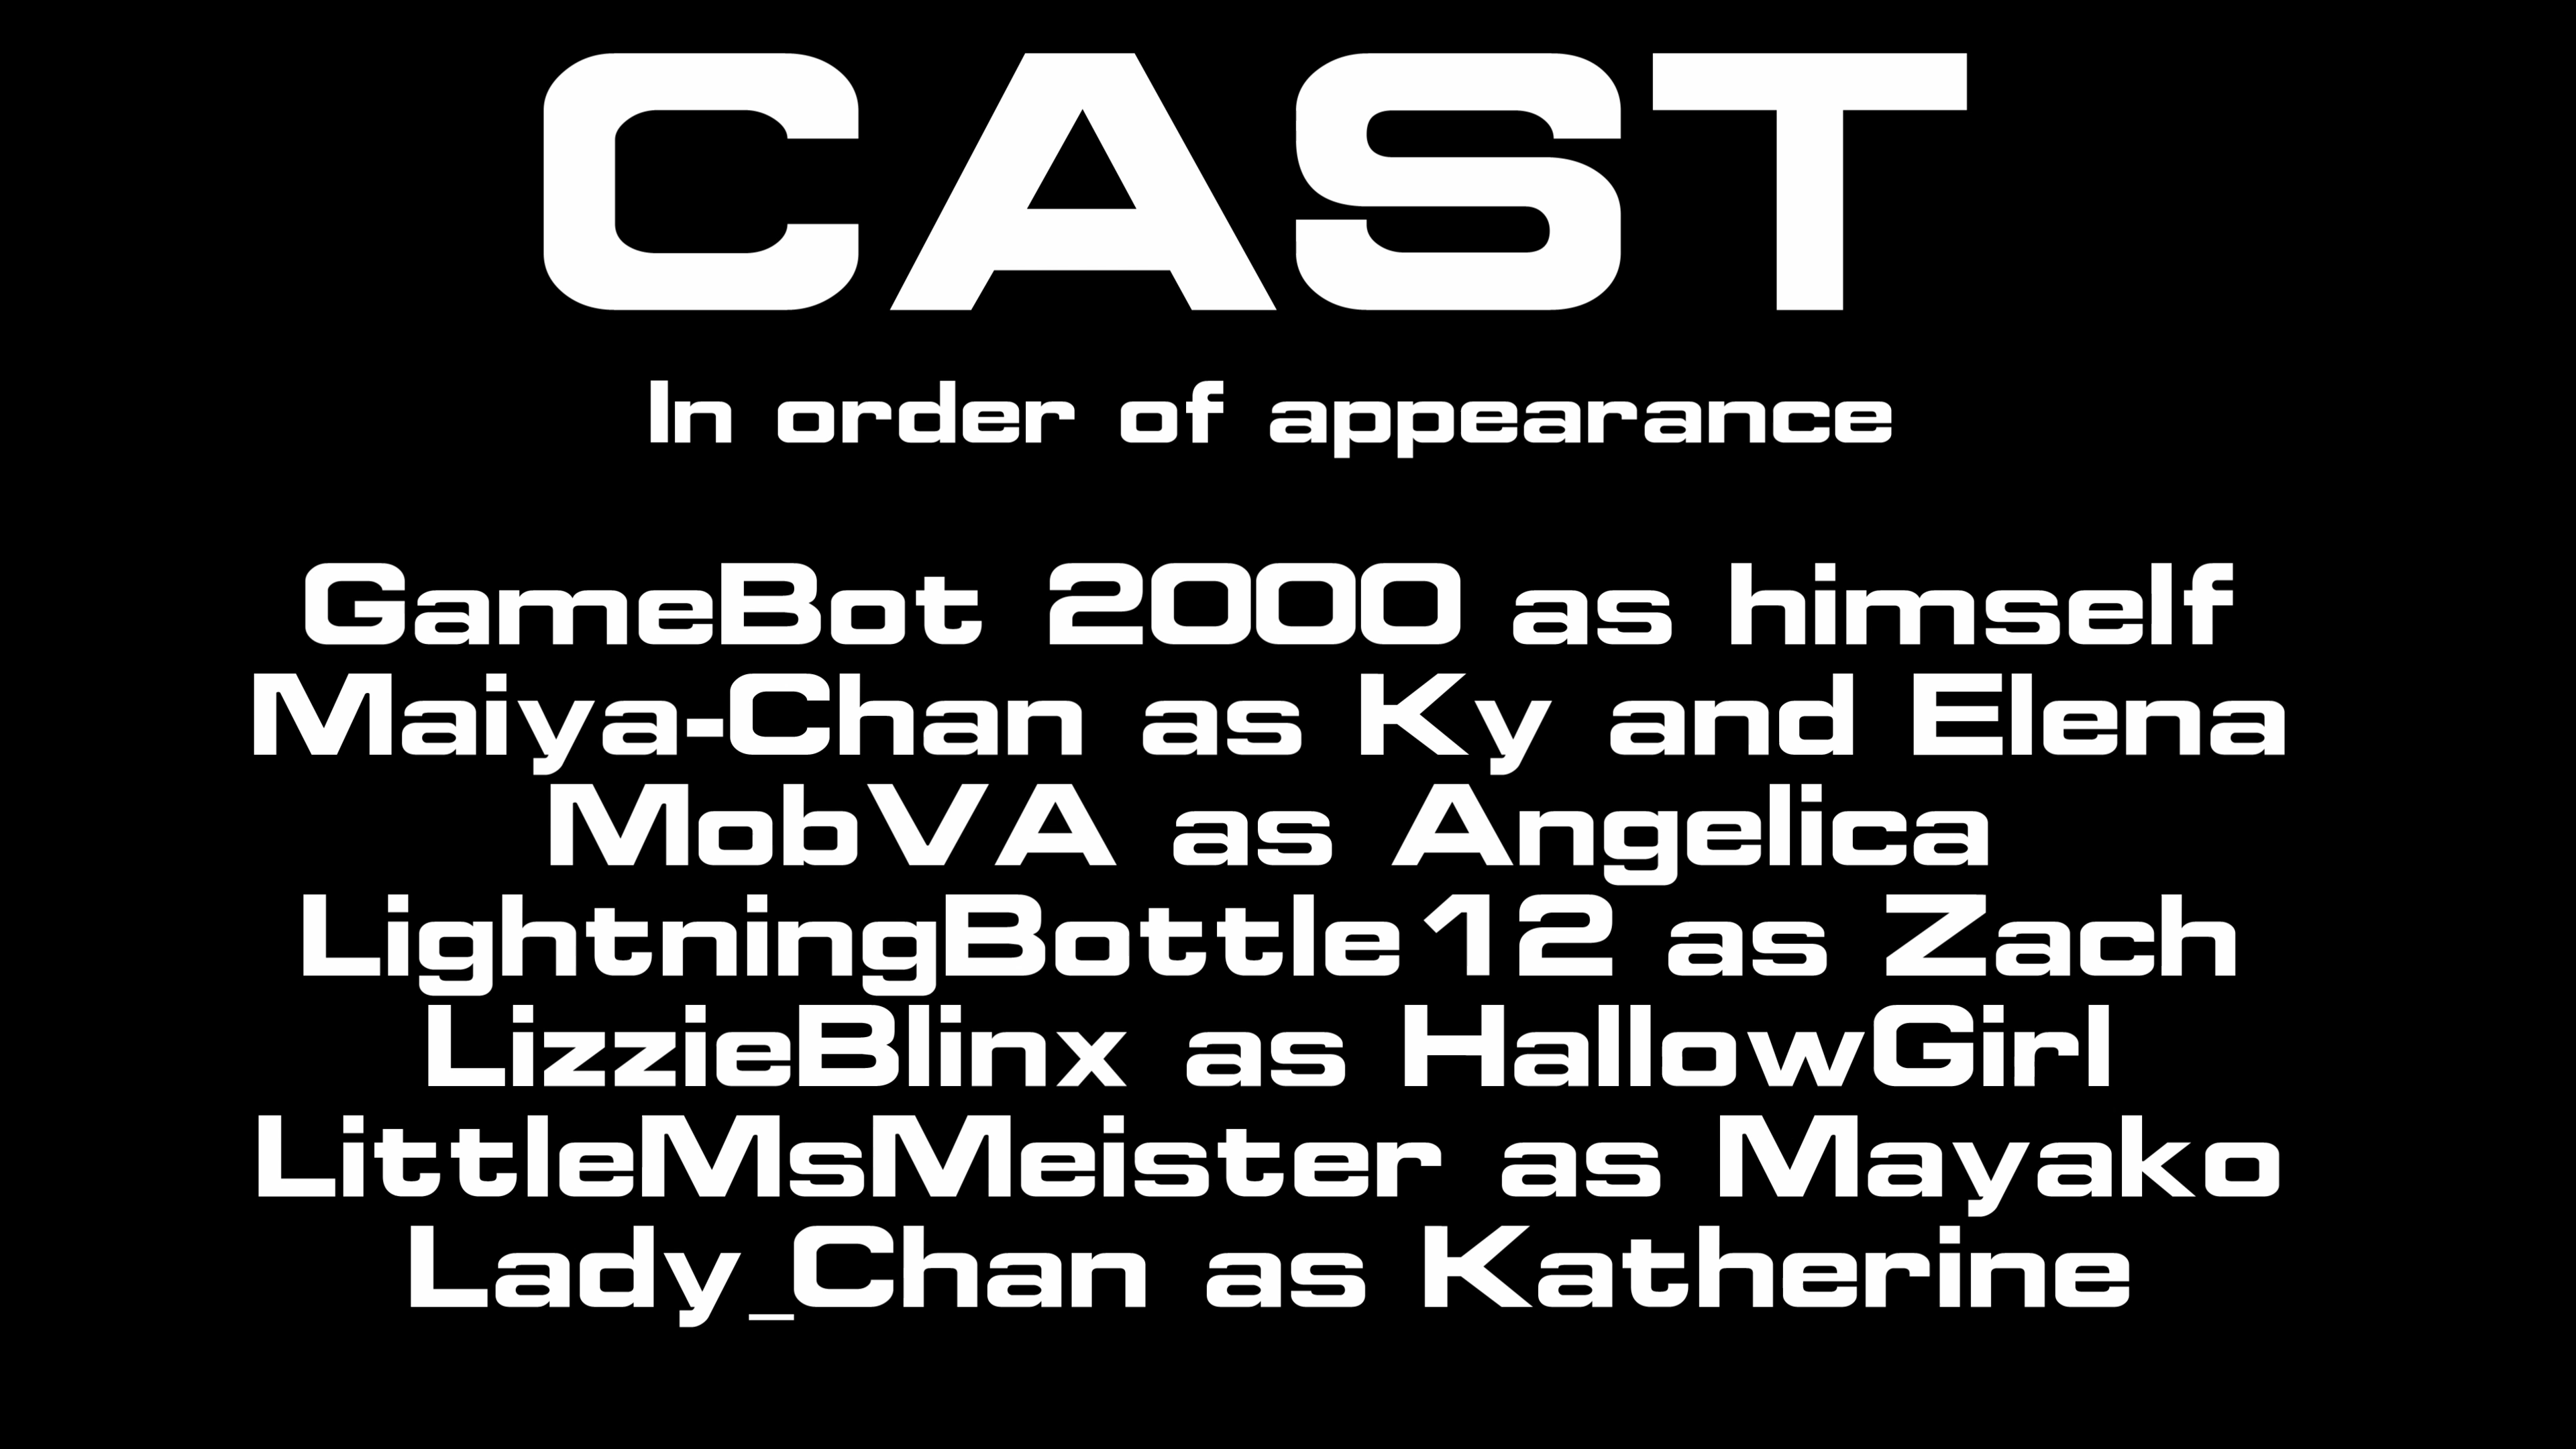 CAST
In order of appearance
GameBot 2000 as himself
Maiya-Chan as Ky and Elena
MobVA as Angelica
LightningBottle12 as Zach
LizzieBlinx as HallowGirl
LittleMsMeister as Mayako
Lady_Chan as Katherine